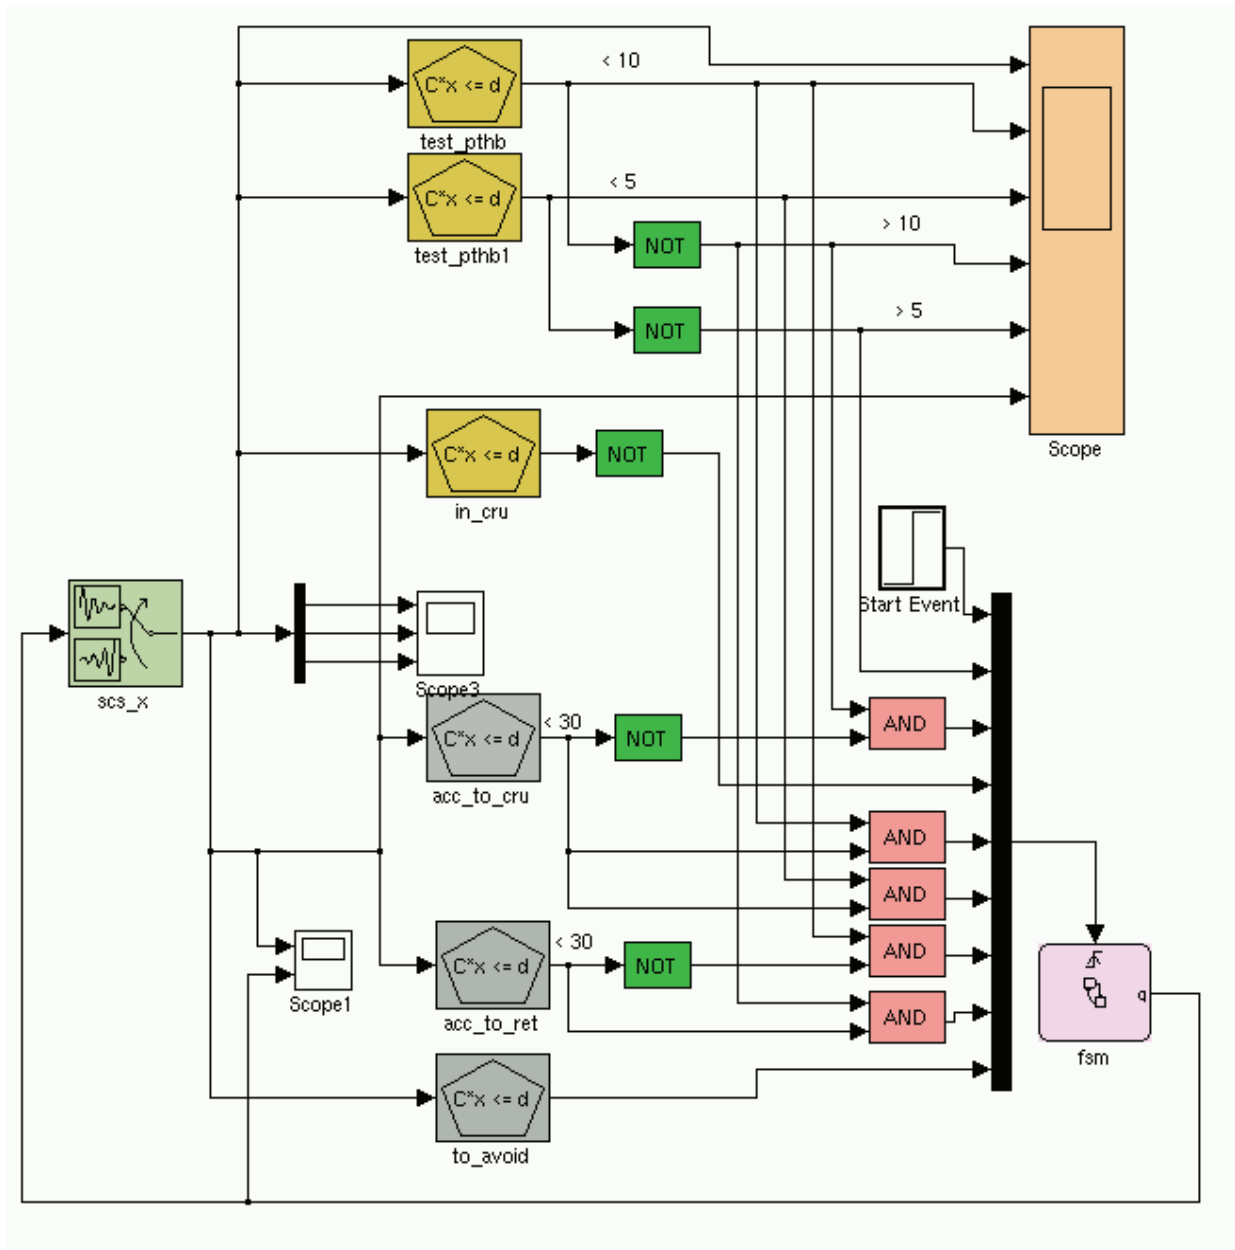 < 10
C*x <= d
test_pthb
< 5
C*x <= d
> 10
NOT
test_pthb1
> 5
NOT
C*x <= d
NOT
Scope
in_cru
Start Event
scs_x
Scope3
< 30
AND
C*x <= d
NOT
acc_to_cru
AND
AND
< 30
AND
C*x <= d
NOT
q
Scope1
acc_to_ret
AND
fsm
C*x <= d
to_avoid